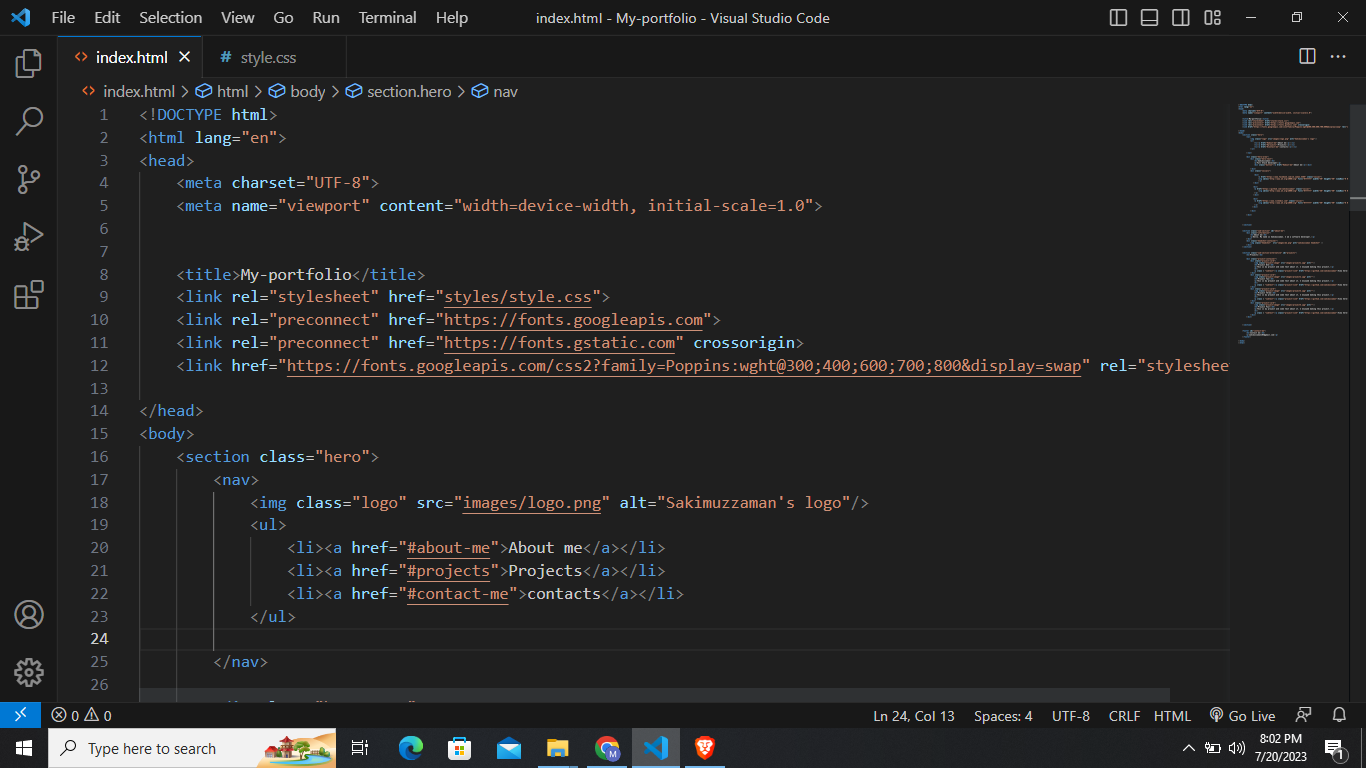 File Edit Selection View Go Run Terminal Help
index.html - My-portfolio - Visual Studio Code
index.html
# style.css
index.html > html > body > section.hero > nav
1 <!DOCTYPE html>
2 <html lang="en">
3 <head>
4 <meta charset="UTF-8">
5 <meta name="viewport" content="width=device-width, initial-scale=1.0">
6
7
8 <title>My-portfolio</title>
9 <link rel="stylesheet" href="styles/style.css">
10 <link rel="preconnect" href="https://fonts.googleapis.com">
11 <link rel="preconnect" href="https://fonts.gstatic.com" crossorigin>
12 <link href="https://fonts.googleapis.com/css2?family=Poppins:wght@300;400;600;700;800&display=swap" rel="styleshee
13
14 </head>
15 <body>
16 <section class="hero">
17 <nav>
18 <img class="logo" src="images/logo.png" alt="Sakimuzzaman's logo"/>
19 <ul>
20 <li><a href="#about-me">About me</a></li>
21 <li><a href="#projects">Projects</a></li>
22 <li><a href="#contact-me">contacts</a></li>
23 </ul>
24
25 </nav>
26
0 0
Ln 24, Col 13 Spaces: 4 UTF-8 CRLF HTML Go Live
Type here to search
M
8:02 PM
7/20/2023
1